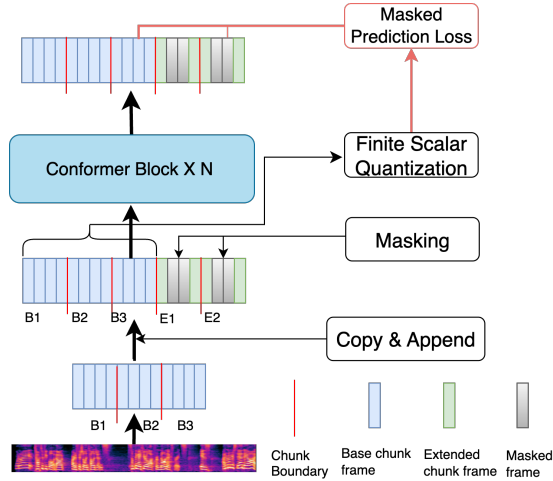 Masked
Prediction Loss
Conformer Block X N
Finite Scalar
Quantization
Masking
B1 B2 B3 E1 E2
Copy & Append
B1 B2 B3
Chunk
Boundary
Base chunk
frame
Extended
chunk frame
Masked
frame